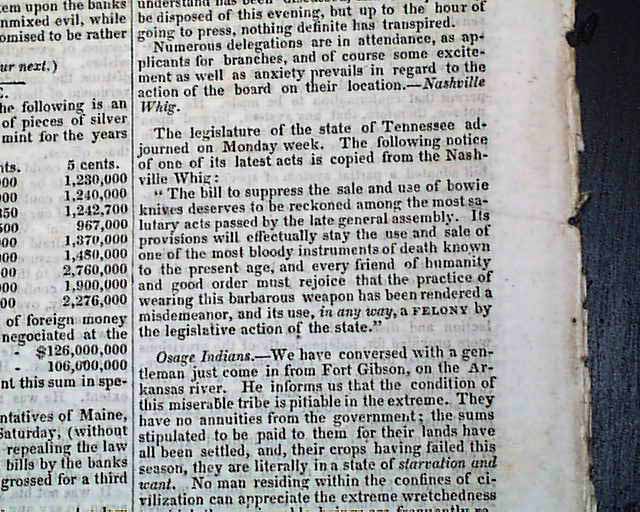 tem upon the banks
nmixed evil, while
omised to be rather
ur next.)
he following is an
of pieces of silver
mint for the years
nts. 5 cents.
00 1,230,000
00 1,240,000
350 1,242,700
500 967,000
000 1,370,000
00 1,480,000
00 2,760,000
00 1,900,000
00 2,276,000
of foreign money
negociated at the
- $126,000,000
- 106,000,000
nt this sum in spe-
ntatives of Maine,
Saturday, (without
repealing the law
bills by the banks
grossed for a third
be disposed of this evening, but up to the hour of
going to press, nothing definite has transpired.
Numerous delegations are in attendance, as ap-
plicants for branches, and of course some excite-
ment as well as anxiety prevails in regard to the
action of the board on their location.—Nashville
Whig.
The legislature of the state of Tennessee ad-
journed on Monday week. The following notice
of one of its latest acts is copied from the Nash-
ville Whig:
"The bill to suppress the sale and use of bowie
knives deserves to be reckoned among the most sa-
lutary acts passed by the late general assembly. Its
provisions will effectually stay the use and sale of
one of the most bloody instruments of death known
to the present age, and every friend of humanity
and good order must rejoice that the practice of
wearing this barbarous weapon has been rendered a
misdemeanor, and its use, in any way, a FELONY by
the legislative action of the state."
Osage Indians.—We have conversed with a gen-
tleman just come in from Fort Gibson, on the Ar-
kansas river. He informs us that the condition of
this miserable tribe is pitiable in the extreme. They
have no annuities from the government; the sums
stipulated to be paid to them for their lands have
all been settled, and, their crops having failed this
season, they are literally in a state of starvation and
want. No man residing within the confines of ci-
vilization can appreciate the extreme wretchedness